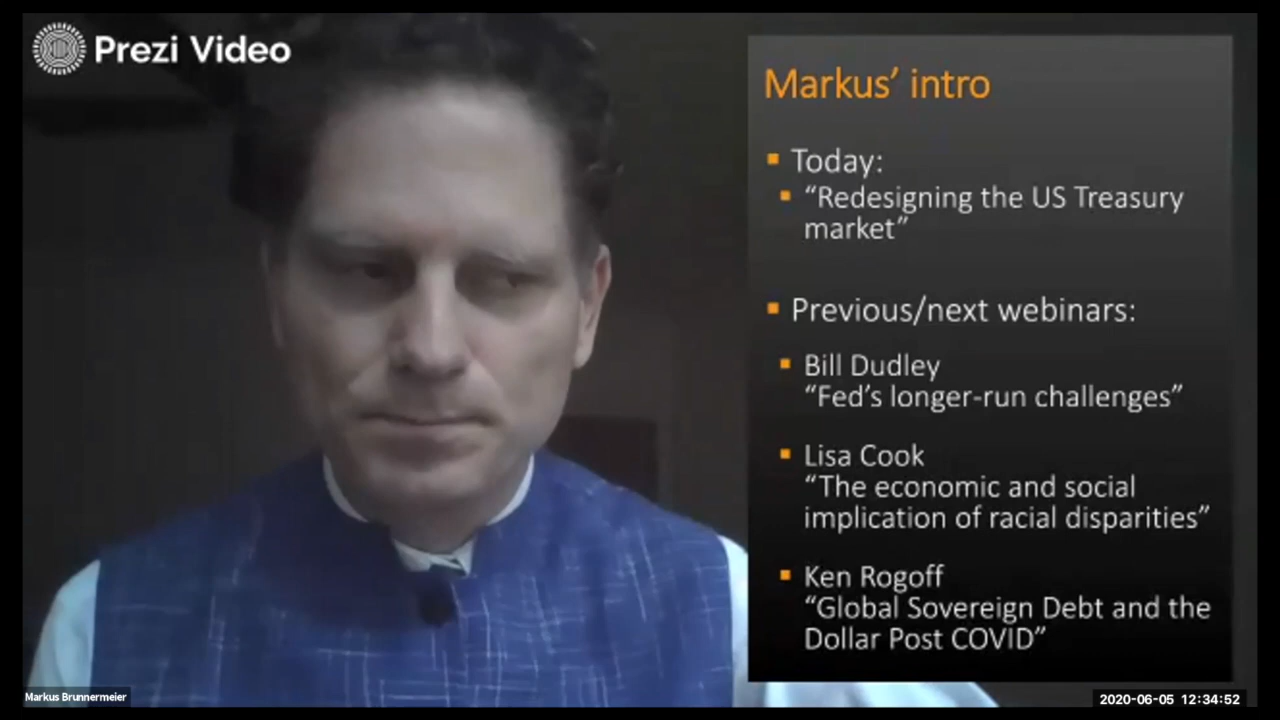 Prezi Video
Markus’ intro
Today:
“Redesigning the US Treasury
market”
Previous/next webinars:
Bill Dudley
“Fed’s longer-run challenges”
Lisa Cook
“The economic and social
implication of racial disparities”
Ken Rogoff
“Global Sovereign Debt and the
Dollar Post COVID”
Markus Brunnermeier
2020-06-05 12:34:52